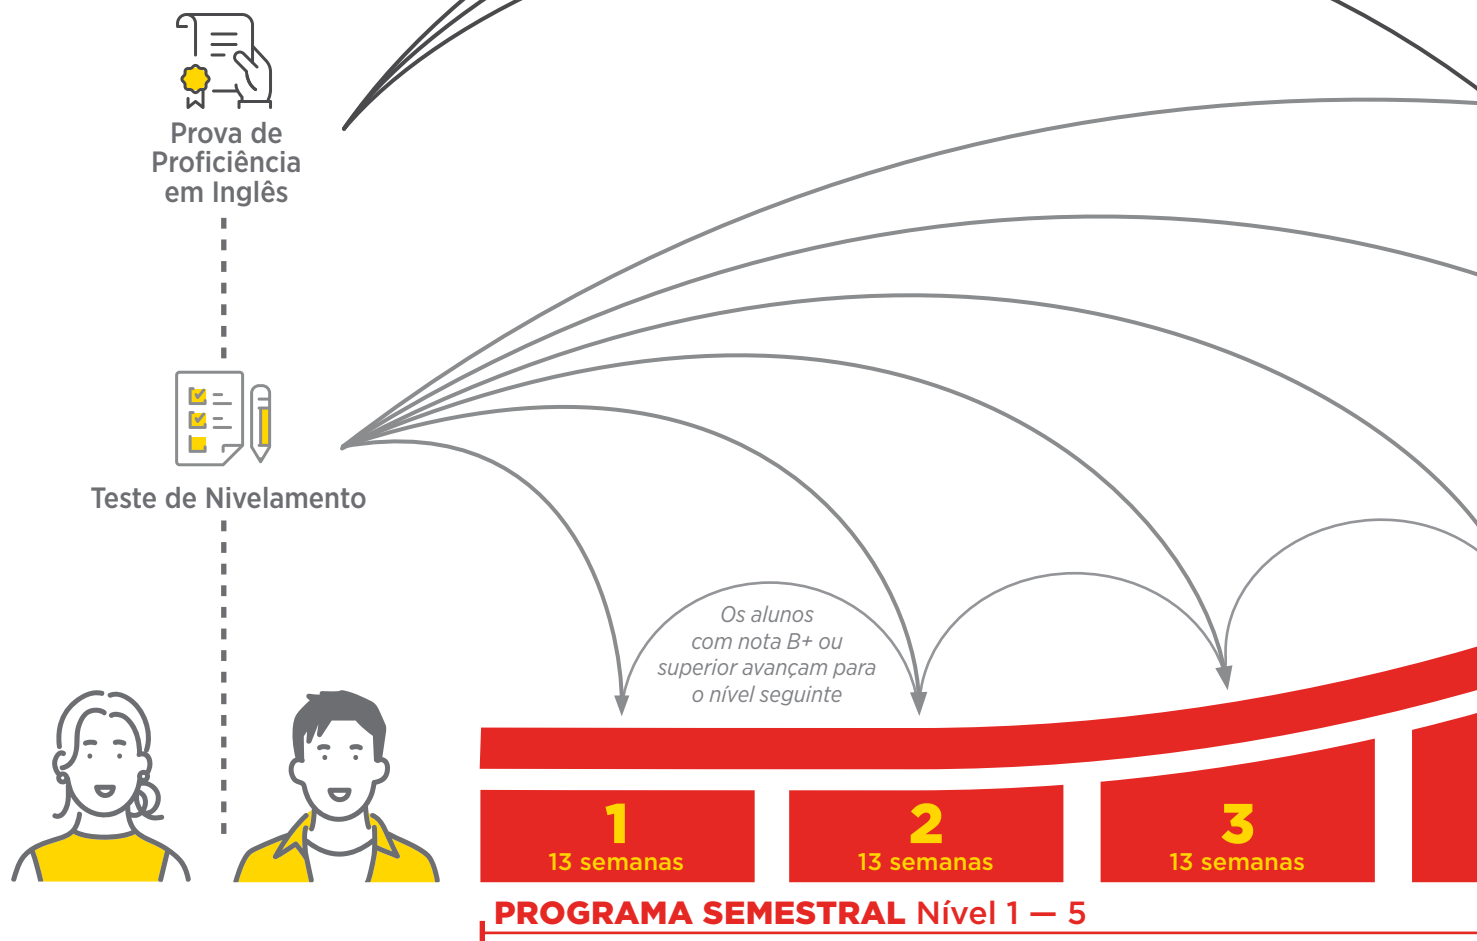 Prova de
Proficiência
em Inglês
Teste de Nivelamento
Os alunos
com nota B+ ou
superior avançam para
o nível seguinte
1
13 semanas
2
13 semanas
3
13 semanas
PROGRAMA SEMESTRAL Nível 1 — 5